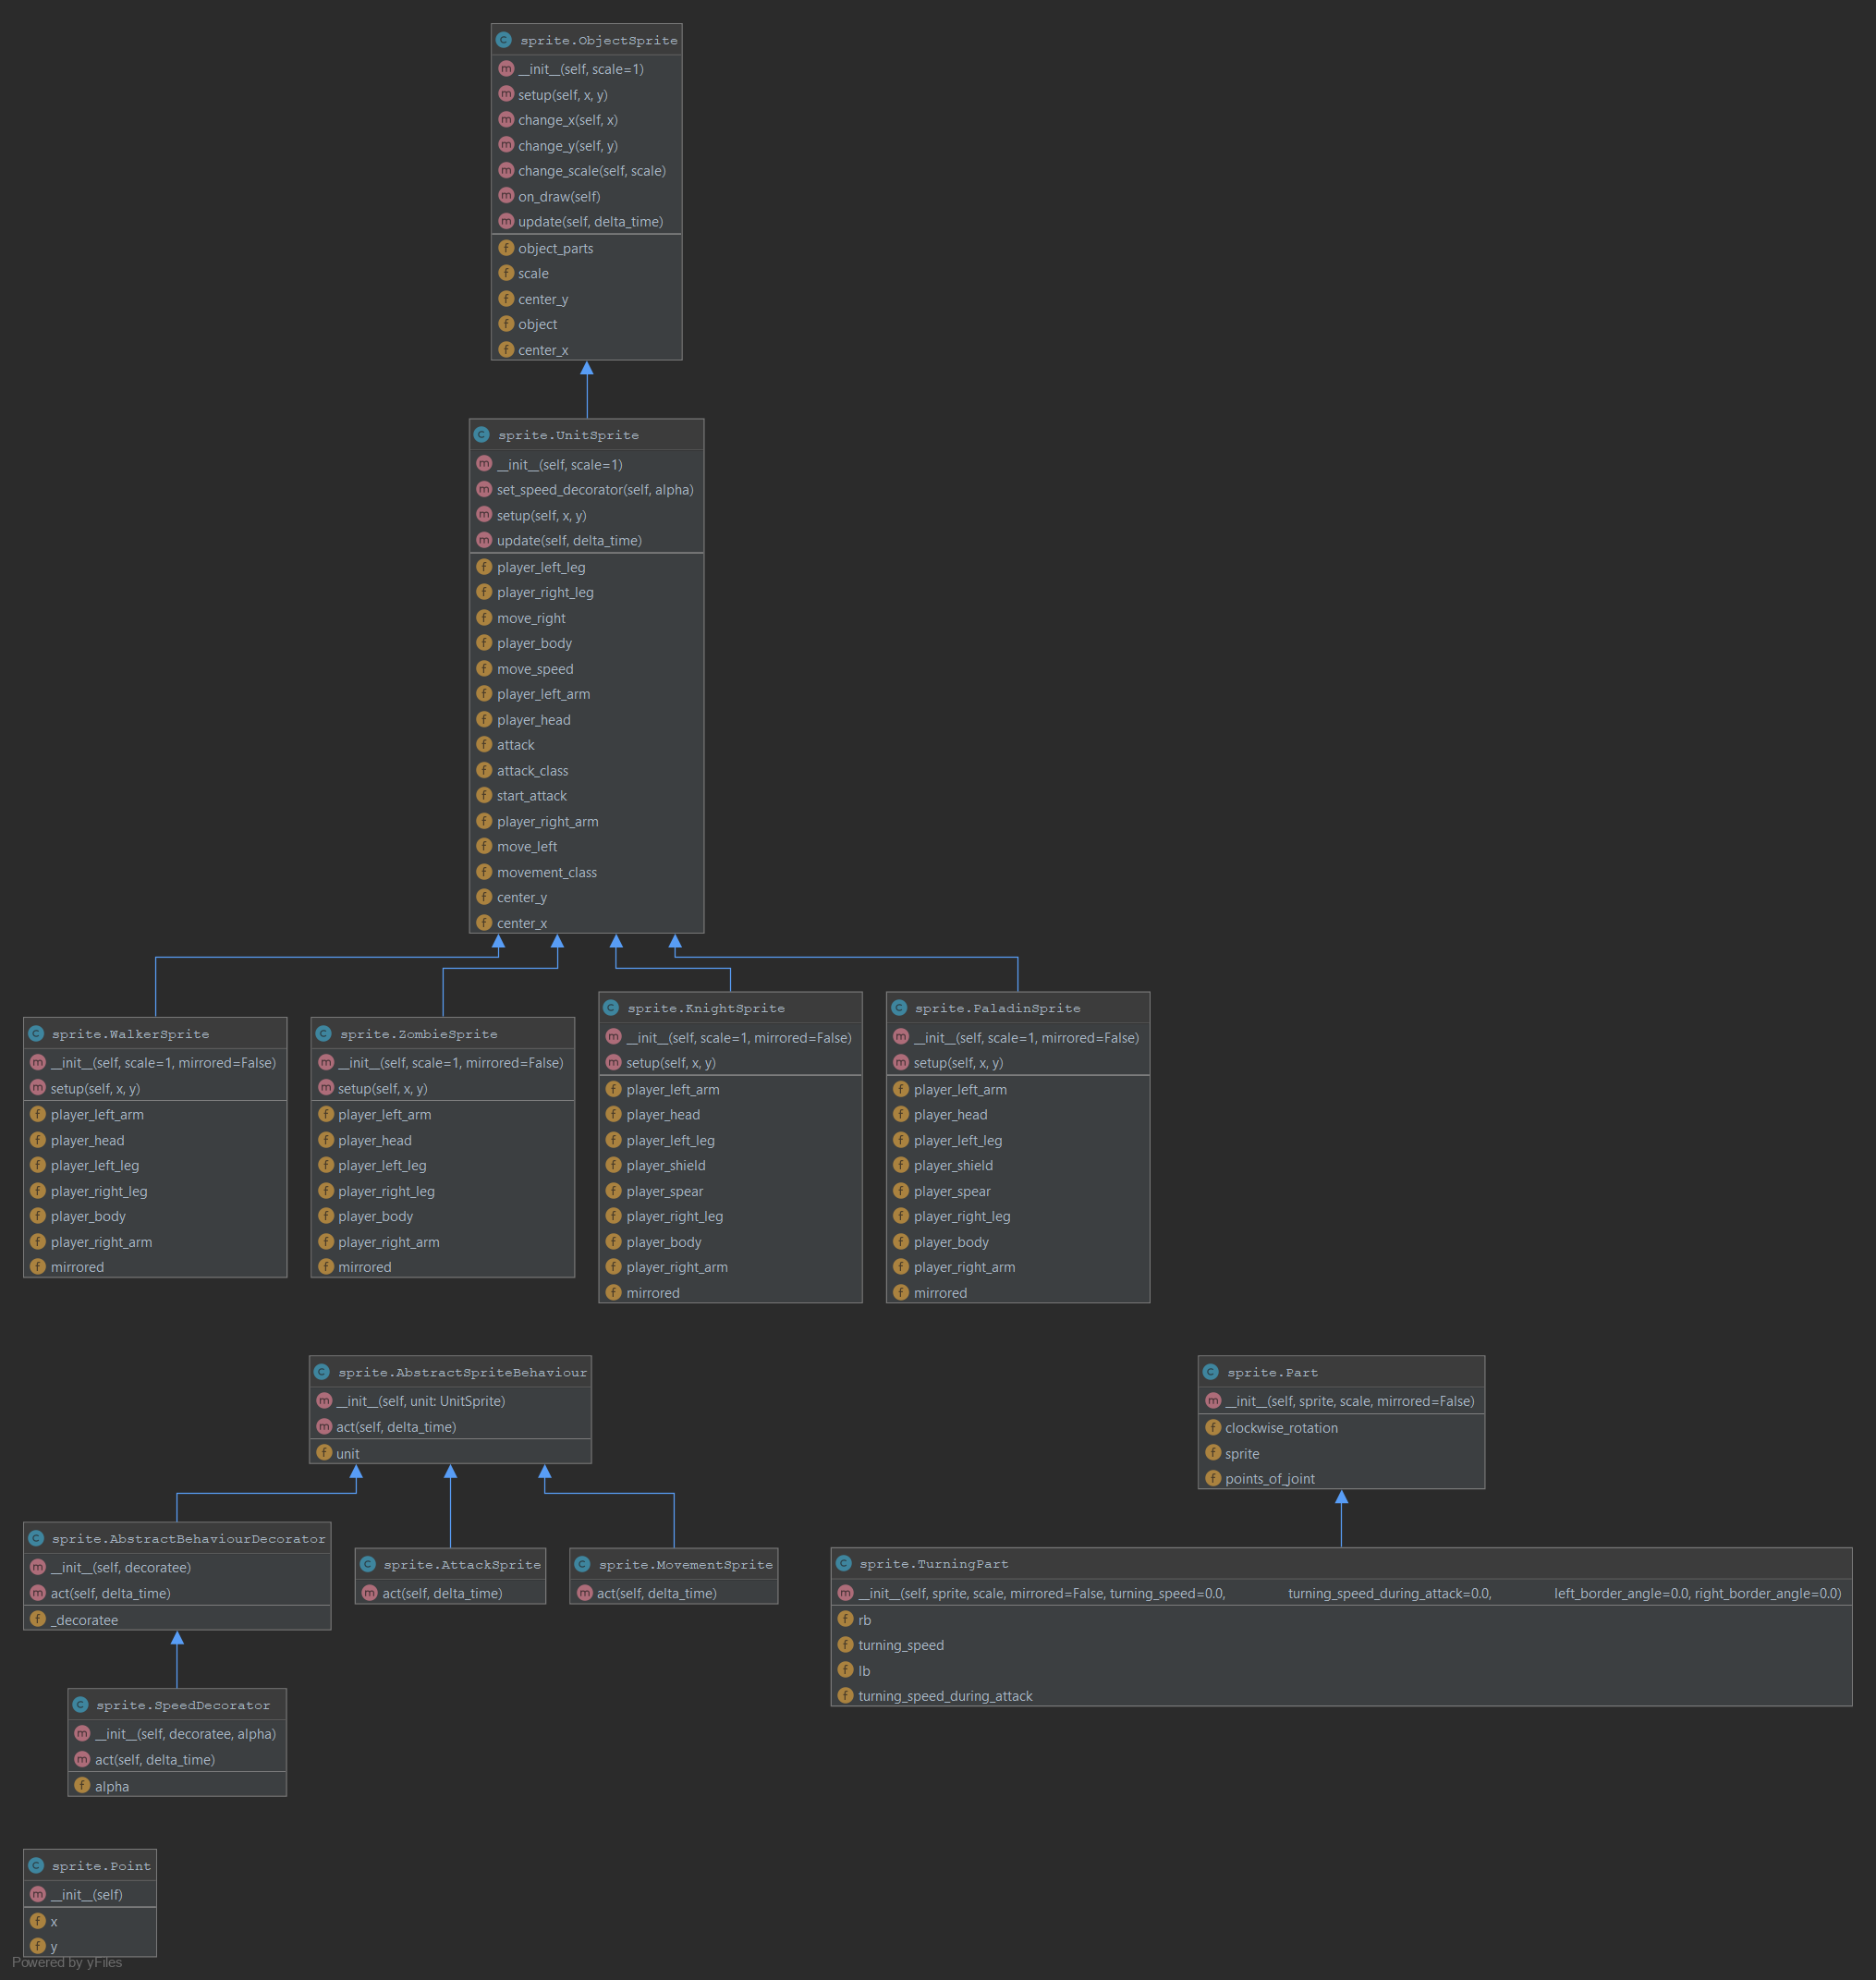 sprite.ObjectSprite
__init__(self, scale=1)
setup(self, x, y)
change_x(self, x)
change_y(self, y)
change_scale(self, scale)
on_draw(self)
update(self, delta_time)
object_parts
scale
center_y
object
center_x
sprite.UnitSprite
__init__(self, scale=1)
set_speed_decorator(self, alpha)
setup(self, x, y)
update(self, delta_time)
player_left_leg
player_right_leg
move_right
player_body
move_speed
player_left_arm
player_head
attack
attack_class
start_attack
player_right_arm
move_left
movement_class
center_y
center_x
sprite.WalkerSprite
__init__(self, scale=1, mirrored=False)
setup(self, x, y)
player_left_arm
player_head
player_left_leg
player_right_leg
player_body
player_right_arm
mirrored
sprite.ZombieSprite
__init__(self, scale=1, mirrored=False)
setup(self, x, y)
player_left_arm
player_head
player_left_leg
player_right_leg
player_body
player_right_arm
mirrored
sprite.KnightSprite
__init__(self, scale=1, mirrored=False)
setup(self, x, y)
player_left_arm
player_head
player_left_leg
player_shield
player_spear
player_right_leg
player_body
player_right_arm
mirrored
sprite.PaladinSprite
__init__(self, scale=1, mirrored=False)
setup(self, x, y)
player_left_arm
player_head
player_left_leg
player_shield
player_spear
player_right_leg
player_body
player_right_arm
mirrored
sprite.AbstractSpriteBehaviour
__init__(self, unit: UnitSprite)
act(self, delta_time)
unit
sprite.Part
__init__(self, sprite, scale, mirrored=False)
clockwise_rotation
sprite
points_of_joint
sprite.AbstractBehaviourDecorator
__init__(self, decoratee)
act(self, delta_time)
_decoratee
sprite.AttackSprite
act(self, delta_time)
sprite.MovementSprite
act(self, delta_time)
sprite.TurningPart
__init__(self, sprite, scale, mirrored=False, turning_speed=0.0, turning_speed_during_attack=0.0, left_border_angle=0.0, right_border_angle=0.0)
rb
turning_speed
lb
turning_speed_during_attack
sprite.SpeedDecorator
__init__(self, decoratee, alpha)
act(self, delta_time)
alpha
sprite.Point
__init__(self)
x
y
Powered by yFiles